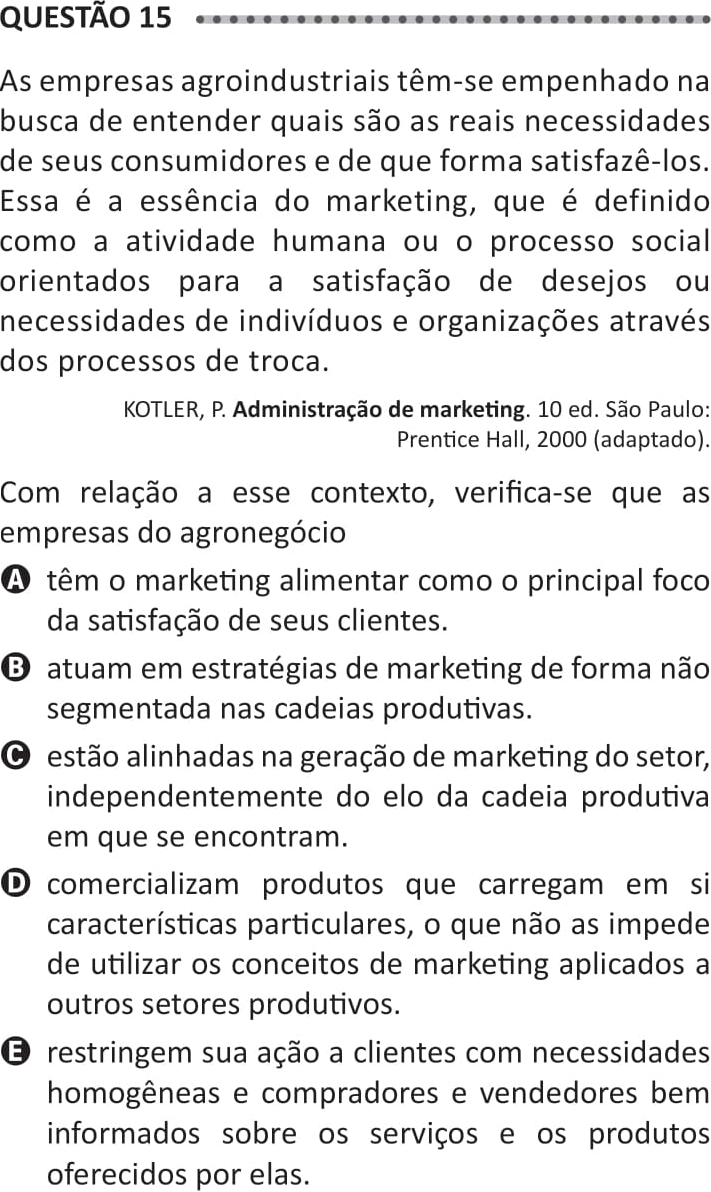 QUESTÃO 15
As empresas agroindustriais têm-se empenhado na
busca de entender quais são as reais necessidades
de seus consumidores e de que forma satisfazê-los.
Essa é a essência do marketing, que é definido
como a atividade humana ou o processo social
orientados para a satisfação de desejos ou
necessidades de indivíduos e organizações através
dos processos de troca.
KOTLER, P. Administração de marketing. 10 ed. São Paulo:
Prentice Hall, 2000 (adaptado).
Com relação a esse contexto, verifica-se que as
empresas do agronegócio
A têm o marketing alimentar como o principal foco
da satisfação de seus clientes.
B atuam em estratégias de marketing de forma não
segmentada nas cadeias produtivas.
C estão alinhadas na geração de marketing do setor,
independentemente do elo da cadeia produtiva
em que se encontram.
D comercializam produtos que carregam em si
características particulares, o que não as impede
de utilizar os conceitos de marketing aplicados a
outros setores produtivos.
E restringem sua ação a clientes com necessidades
homogêneas e compradores e vendedores bem
informados sobre os serviços e os produtos
oferecidos por elas.